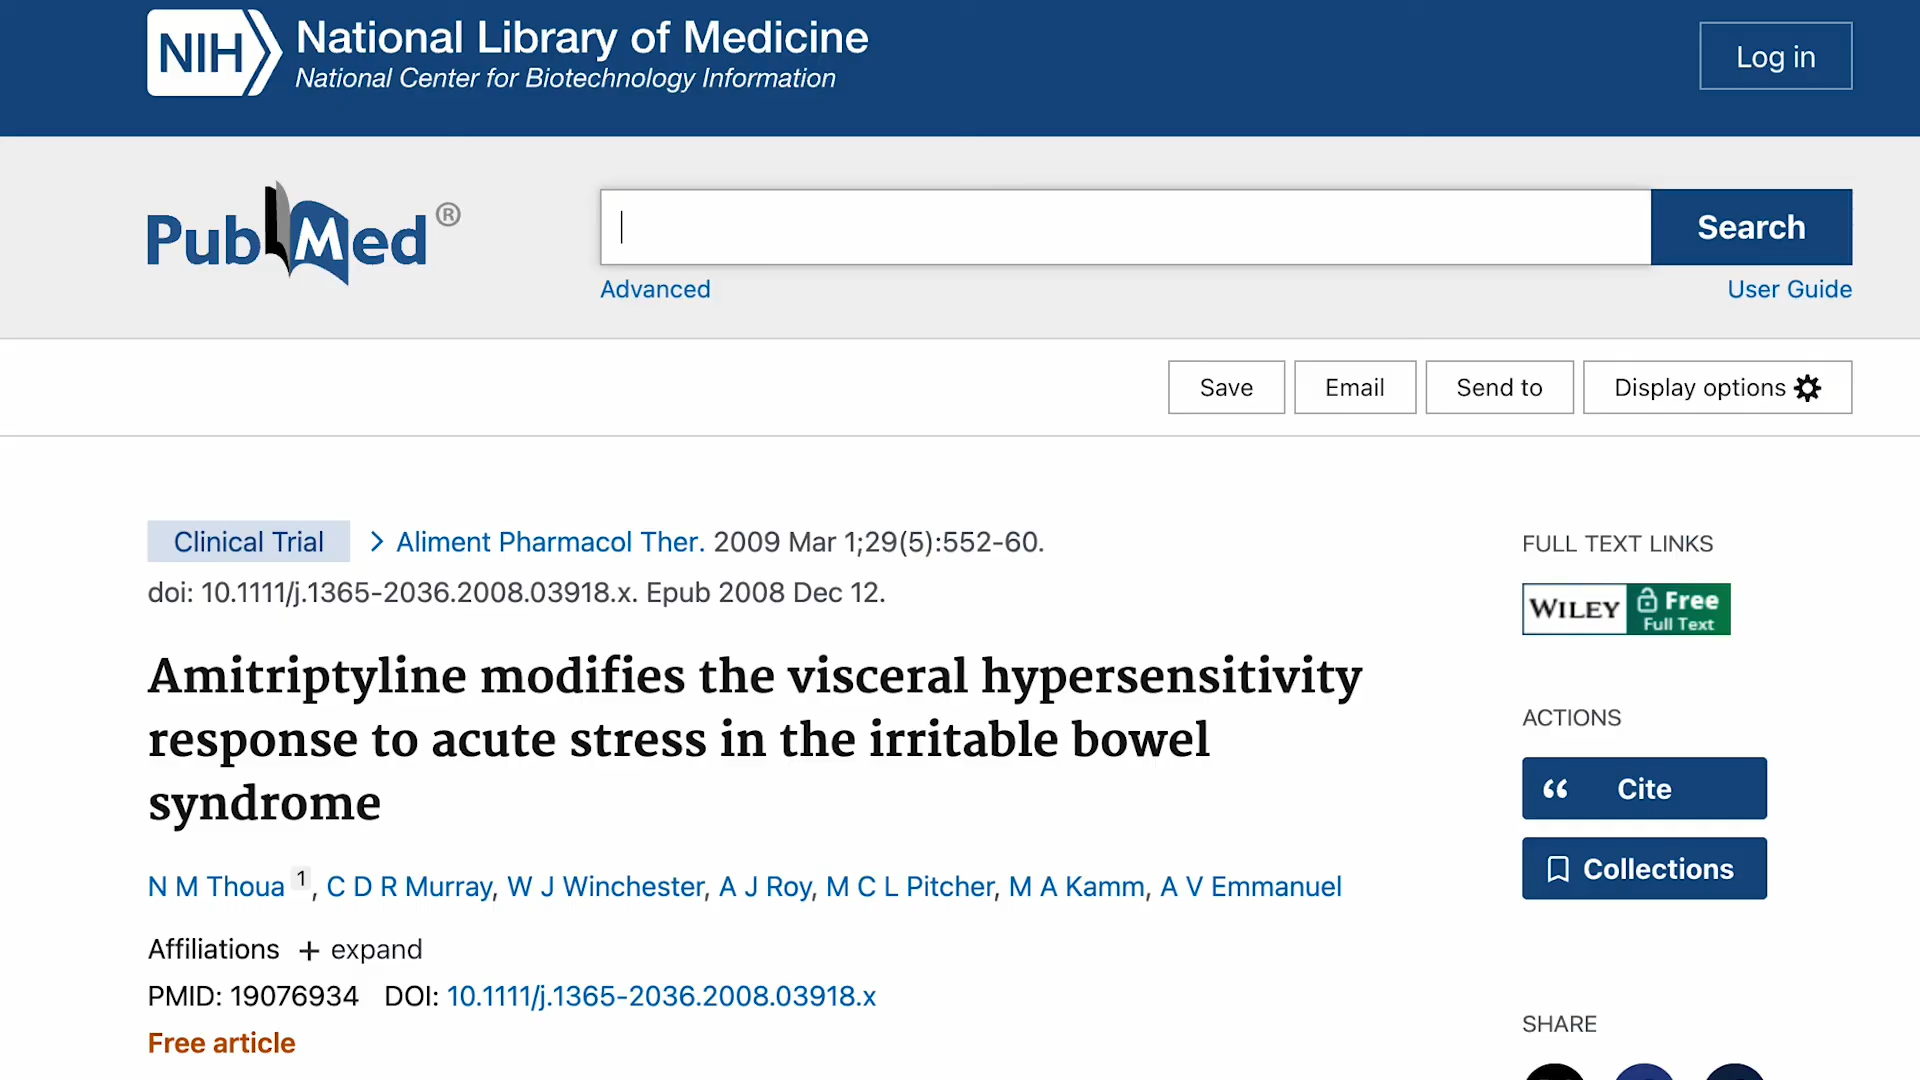 NIH National Library of Medicine
National Center for Biotechnology Information
Log in
PubMed®
Search
Advanced
User Guide
Save
Email
Send to
Display options
Clinical Trial > Aliment Pharmacol Ther. 2009 Mar 1;29(5):552-60.
doi: 10.1111/j.1365-2036.2008.03918.x. Epub 2008 Dec 12.
Amitriptyline modifies the visceral hypersensitivity
response to acute stress in the irritable bowel
syndrome
N M Thoua 1, C D R Murray, W J Winchester, A J Roy, M C L Pitcher, M A Kamm, A V Emmanuel
Affiliations + expand
PMID: 19076934 DOI: 10.1111/j.1365-2036.2008.03918.x
Free article
FULL TEXT LINKS
WILEY Free
Full Text
ACTIONS
Cite
Collections
SHARE